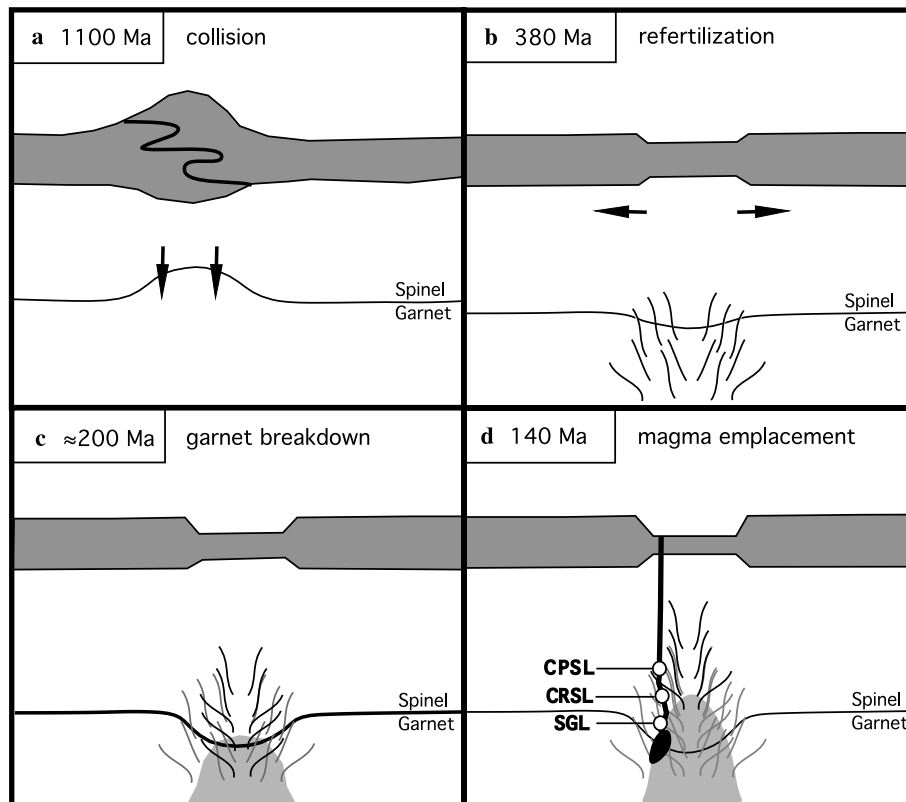 a 1100 Ma collision
Spinel
Garnet
b 380 Ma refertilization
Spinel
Garnet
c ≈200 Ma garnet breakdown
Spinel
Garnet
d 140 Ma magma emplacement
CPSL
CRSL
SGL
Spinel
Garnet